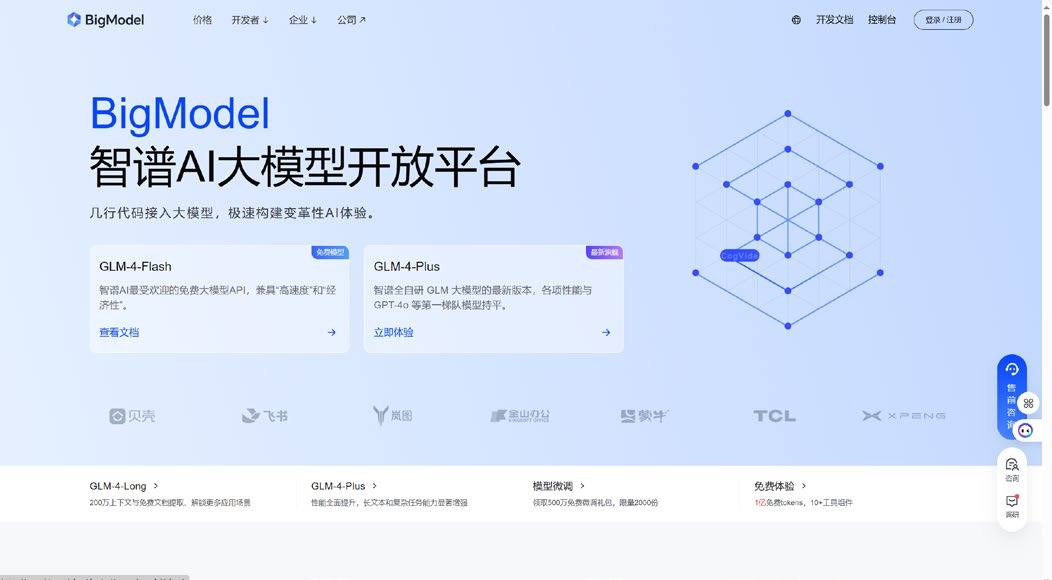 BigModel
价格
开发者 ↓
企业 ↓
公司 ↗
开发文档
控制台
登录 / 注册
BigModel
智谱AI大模型开放平台
几行代码接入大模型，极速构建变革性AI体验。
免费模型
GLM-4-Flash
智谱AI最受欢迎的免费大模型API，兼具“高速度”和“经
济性”。
查看文档 →
最新旗舰
GLM-4-Plus
智谱全自研 GLM 大模型的最新版本，各项性能与
GPT-4o 等第一梯队模型持平。
立即体验 →
CogVide
贝壳
飞书
岚图
金山办公
KINGSOFT OFFICE
蒙牛
TCL
XPENG
售前咨询
咨询
调研
GLM-4-Long >
200万上下文与免费文档提取、解锁更多应用场景
GLM-4-Plus >
性能全面提升，长文本和复杂任务能力显著增强
模型微调 >
领取500万免费微调礼包，限量2000份
免费体验 >
1亿免费tokens，10+工具组件